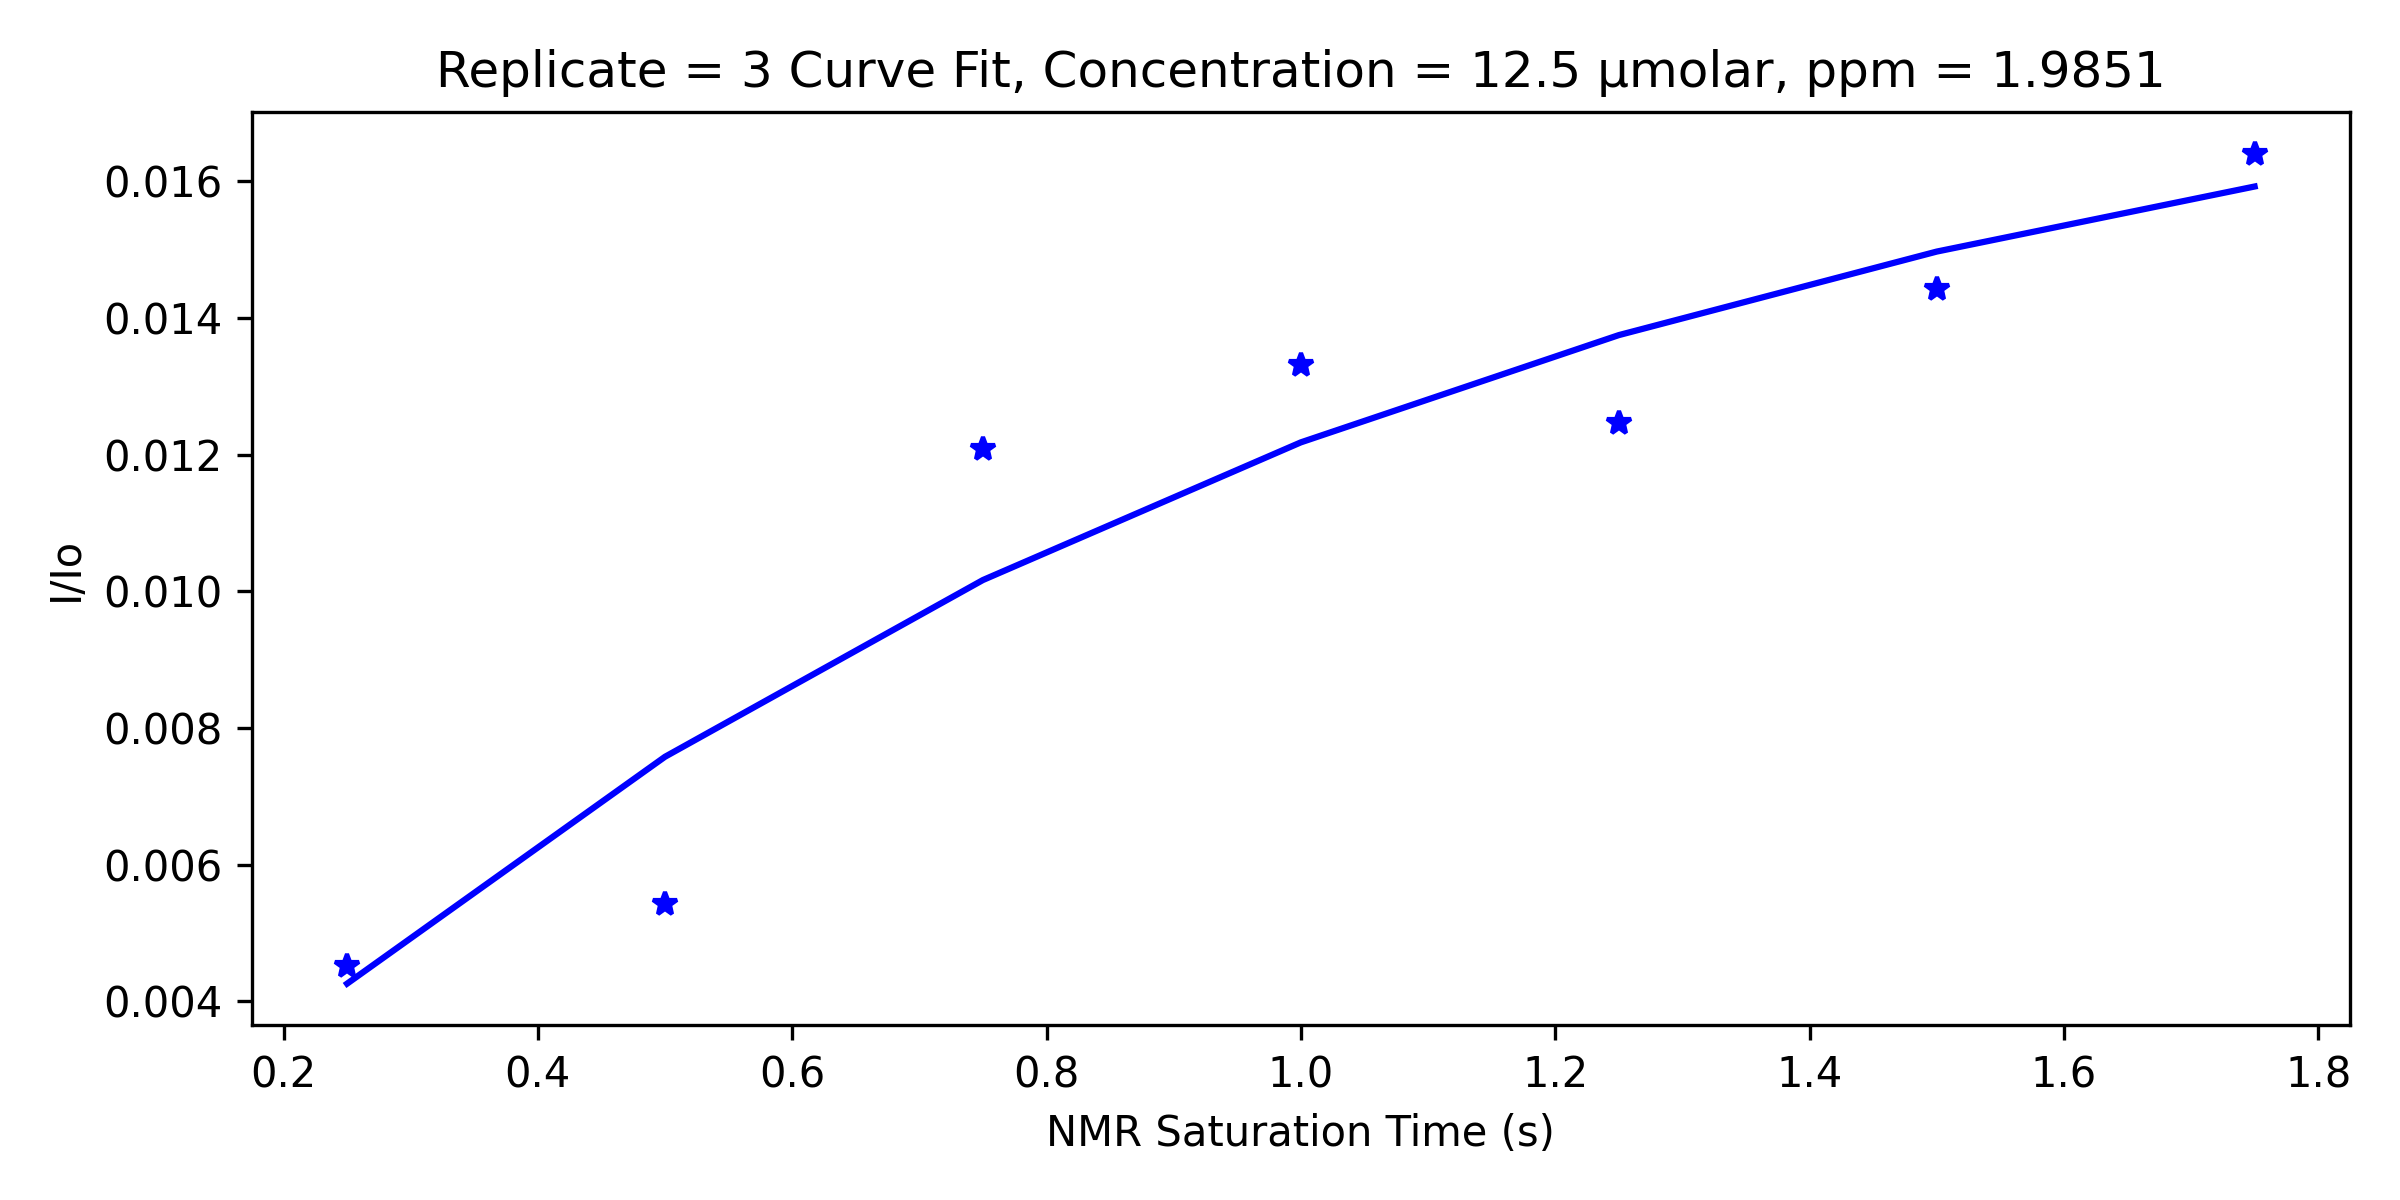 Replicate = 3 Curve Fit, Concentration = 12.5 µmolar, ppm = 1.9851
0.016
0.014
0.012
0.010
0.008
0.006
0.004
I/Io
0.2 0.4 0.6 0.8 1.0 1.2 1.4 1.6 1.8
NMR Saturation Time (s)